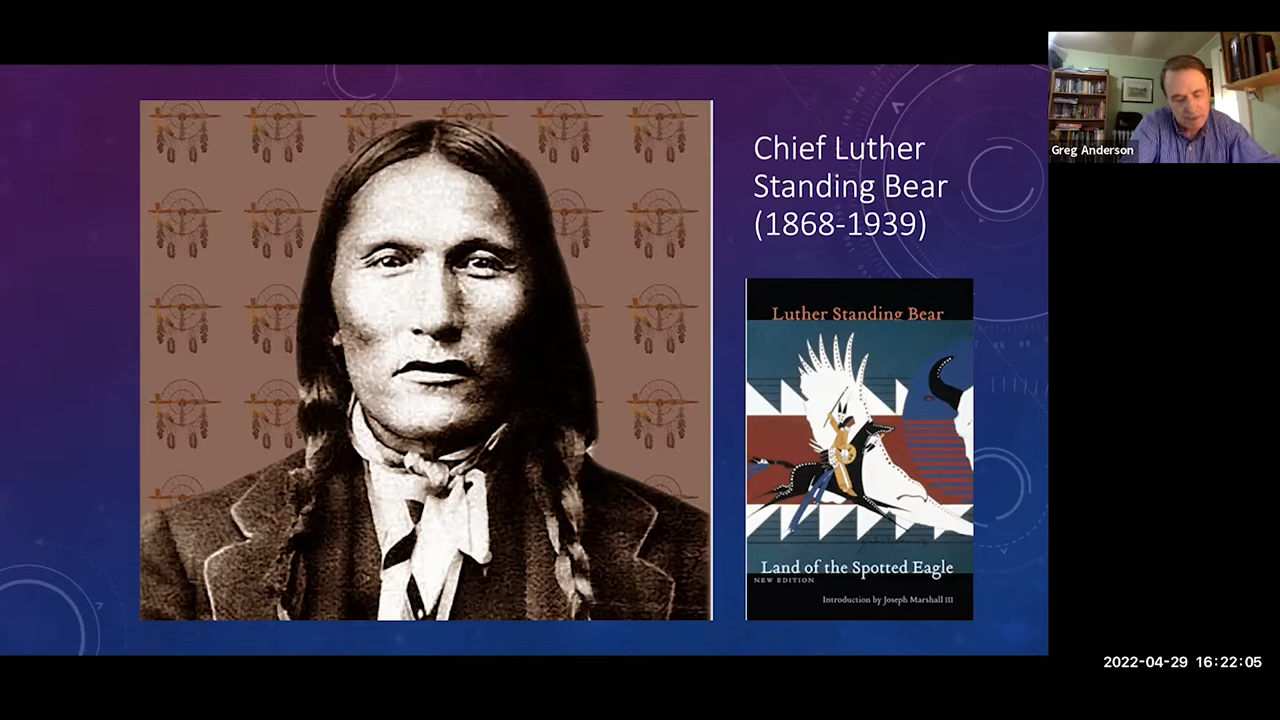 Chief Luther
Standing Bear
(1868-1939)
Luther Standing Bear
Land of the Spotted Eagle
NEW EDITION
Introduction by Joseph Marshall III
Greg Anderson
2022-04-29 16:22:05